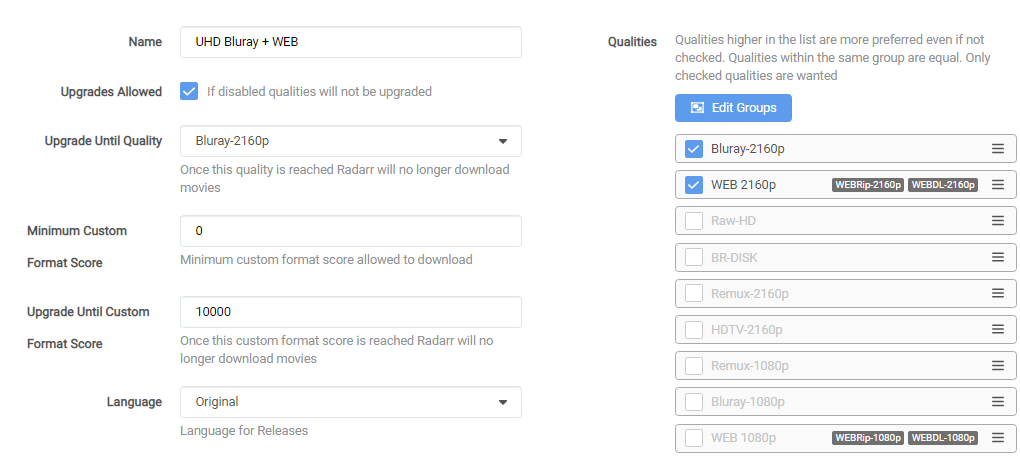 Name
UHD Bluray + WEB
Upgrades Allowed
If disabled qualities will not be upgraded
Upgrade Until Quality
Bluray-2160p
Once this quality is reached Radarr will no longer download
movies
Minimum Custom
Format Score
0
Minimum custom format score allowed to download
Upgrade Until Custom
Format Score
10000
Once this custom format score is reached Radarr will no
longer download movies
Language
Original
Language for Releases
Qualities
Qualities higher in the list are more preferred even if not
checked. Qualities within the same group are equal. Only
checked qualities are wanted
Edit Groups
Bluray-2160p
WEB 2160p WEBRip-2160p WEBDL-2160p
Raw-HD
BR-DISK
Remux-2160p
HDTV-2160p
Remux-1080p
Bluray-1080p
WEB 1080p WEBRip-1080p WEBDL-1080p